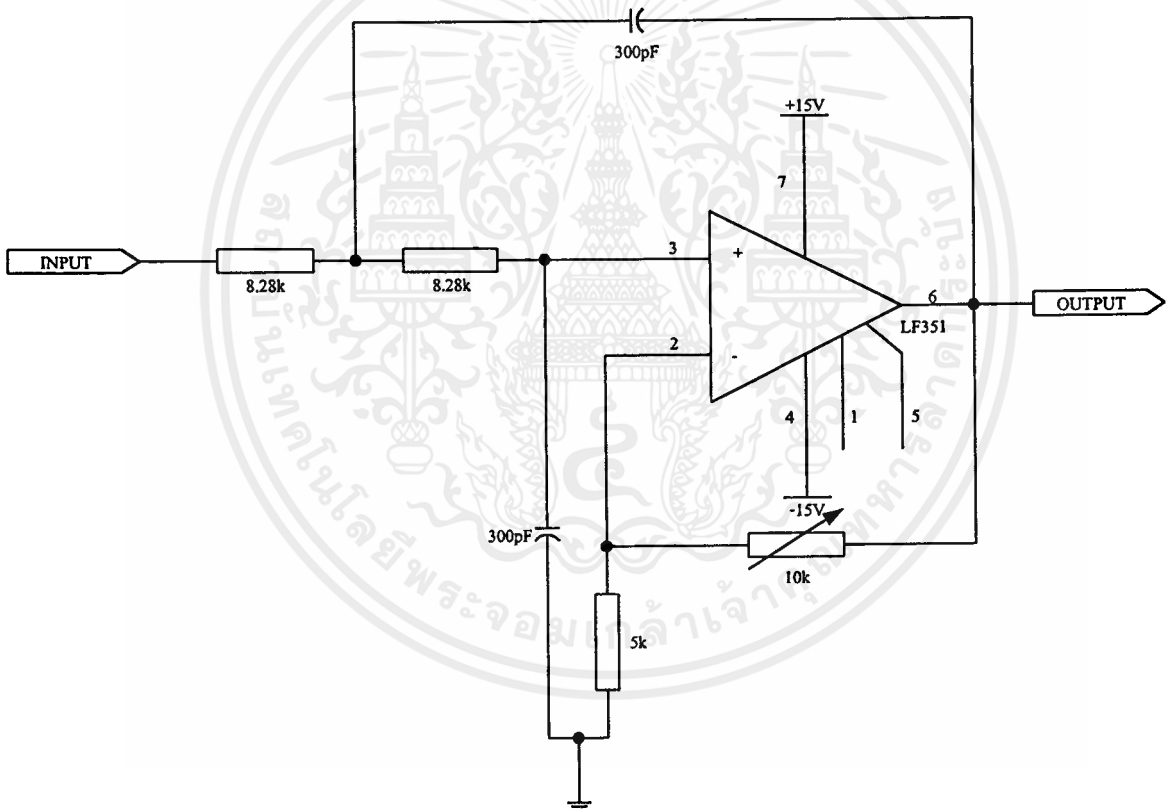 300pF
+15V
7
INPUT
8.28k
8.28k
3
+
6
OUTPUT
LF351
2
-
4
1
5
-15V
300pF
10k
5k